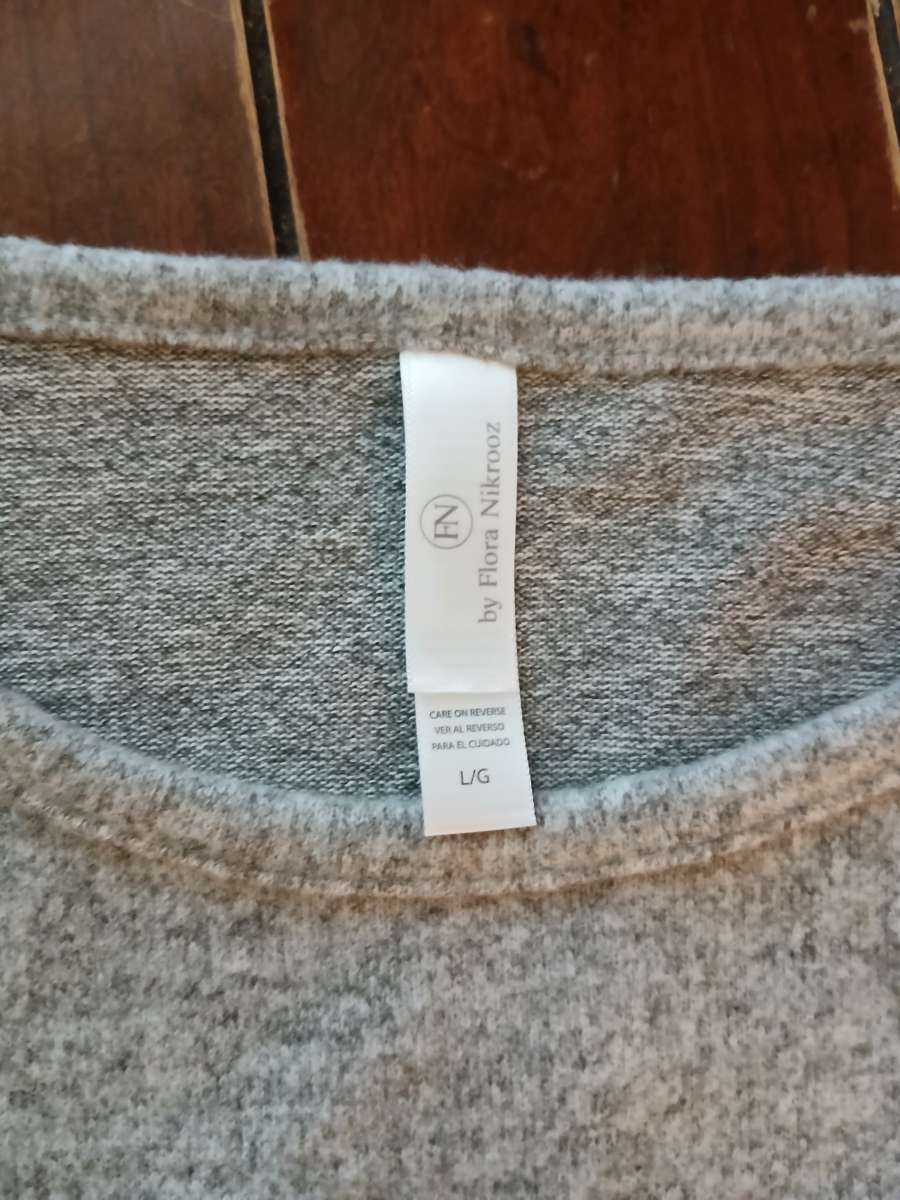 FN
by Flora Nikrooz
CARE ON REVERSE
VER AL REVERSO
PARA EL CUIDADO
L/G